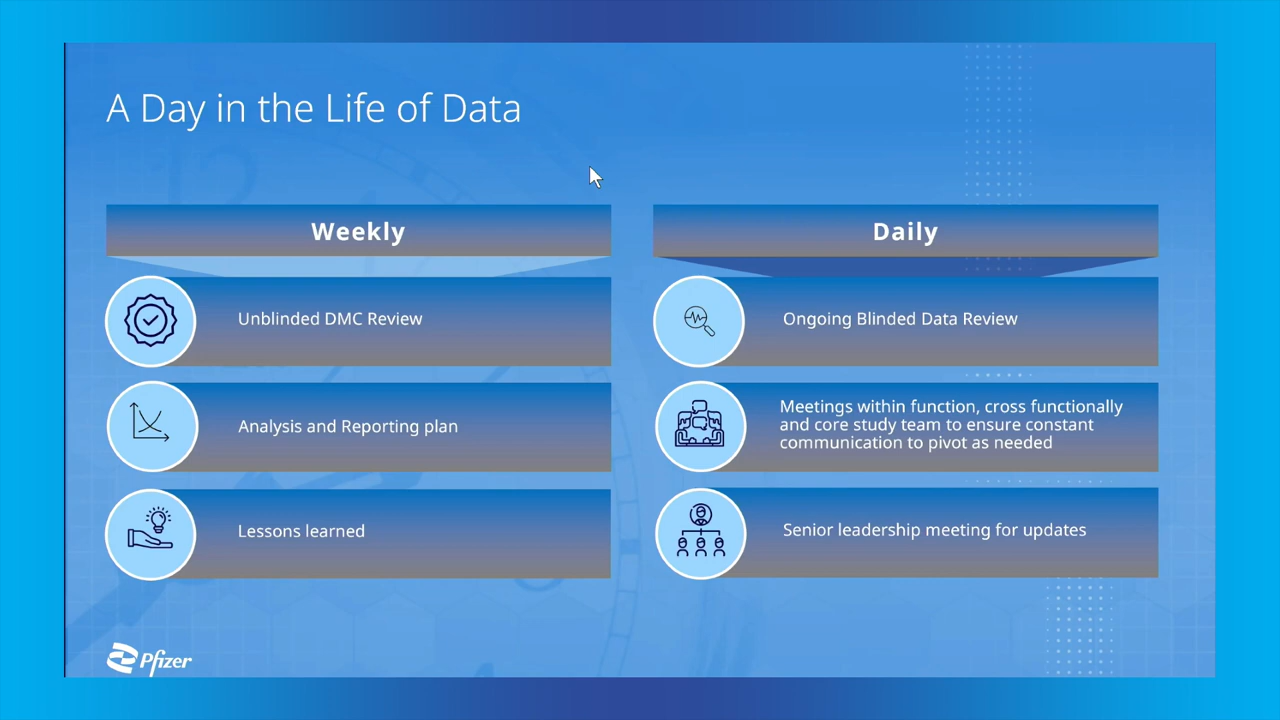 A Day in the Life of Data
Weekly
Unblinded DMC Review
Analysis and Reporting plan
Lessons learned
Daily
Ongoing Blinded Data Review
Meetings within function, cross functionally
and core study team to ensure constant
communication to pivot as needed
Senior leadership meeting for updates
Pfizer